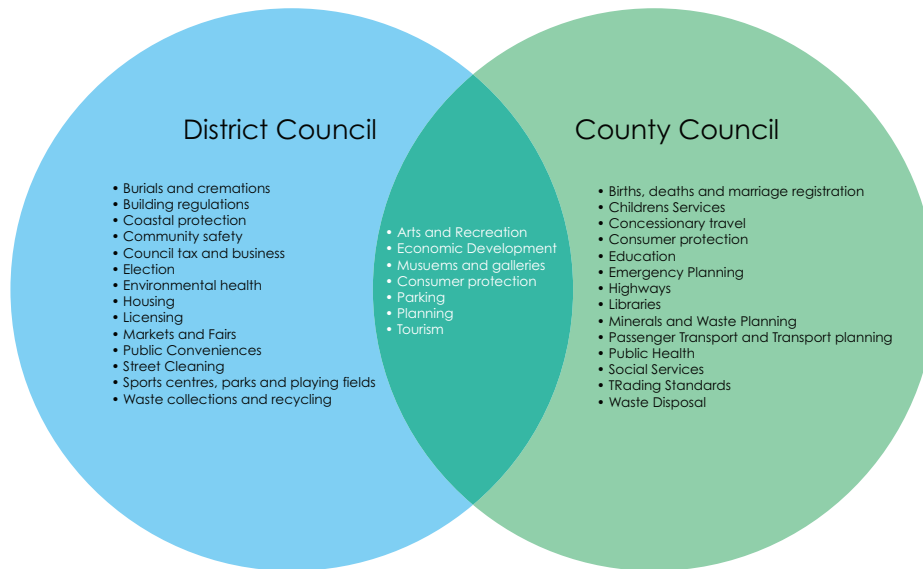 District Council
• Burials and cremations
• Building regulations
• Coastal protection
• Community safety
• Council tax and business
• Election
• Environmental health
• Housing
• Licensing
• Markets and Fairs
• Public Conveniences
• Street Cleaning
• Sports centres, parks and playing fields
• Waste collections and recycling
• Arts and Recreation
• Economic Development
• Musuems and galleries
• Consumer protection
• Parking
• Planning
• Tourism
County Council
• Births, deaths and marriage registration
• Childrens Services
• Concessionary travel
• Consumer protection
• Education
• Emergency Planning
• Highways
• Libraries
• Minerals and Waste Planning
• Passenger Transport and Transport planning
• Public Health
• Social Services
• TRading Standards
• Waste Disposal